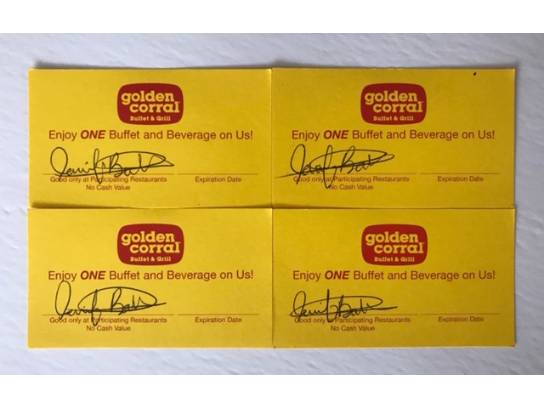 golden
corral
Buffet & Grill
Enjoy ONE Buffet and Beverage on Us!
Good only at Participating Restaurants
No Cash Value
Expiration Date
golden
corral
Buffet & Grill
Enjoy ONE Buffet and Beverage on Us!
Good only at Participating Restaurants
No Cash Value
Expiration Date
golden
corral
Buffet & Grill
Enjoy ONE Buffet and Beverage on Us!
Good only at Participating Restaurants
No Cash Value
Expiration Date
golden
corral
Buffet & Grill
Enjoy ONE Buffet and Beverage on Us!
Good only at Participating Restaurants
No Cash Value
Expiration Date